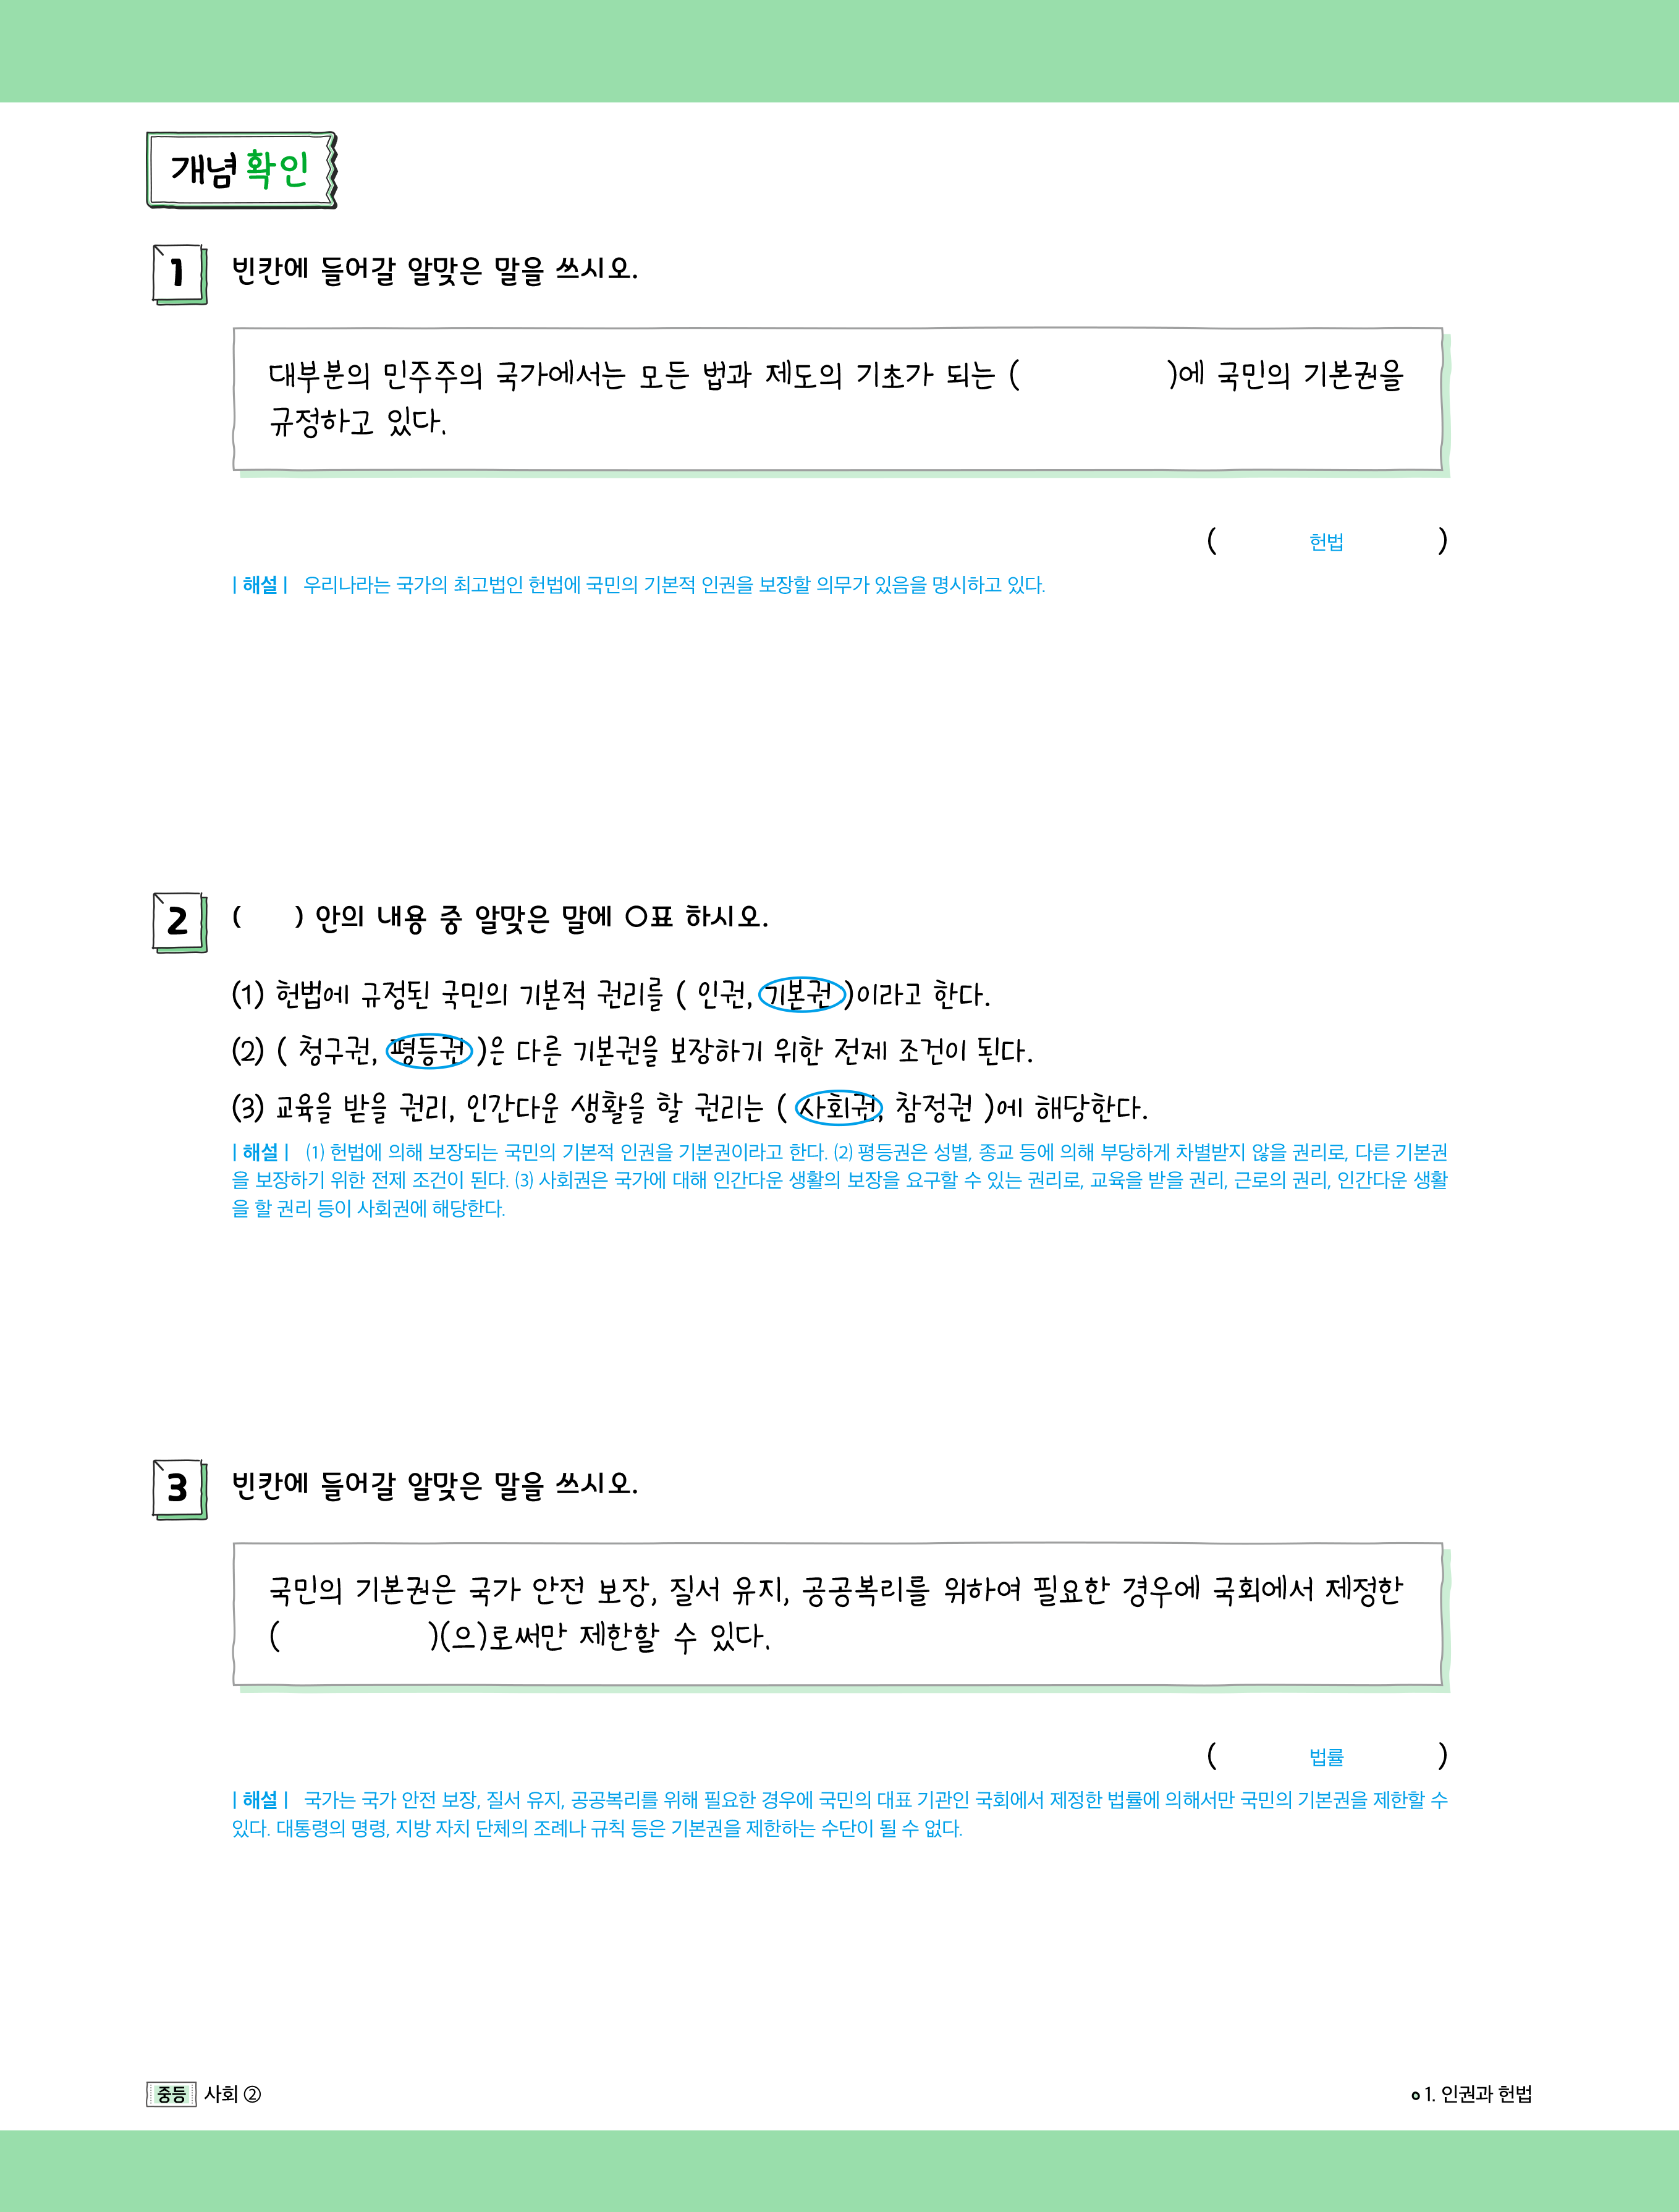 개념 확인
1 빈칸에 들어갈 알맞은 말을 쓰시오.
대부분의 민주주의 국가에서는 모든 법과 제도의 기초가 되는 ( )에 국민의 기본권을
규정하고 있다.
( 헌법 )
| 해설 | 우리나라는 국가의 최고법인 헌법에 국민의 기본적 인권을 보장할 의무가 있음을 명시하고 있다.
2 ( ) 안의 내용 중 알맞은 말에 ○표 하시오.
(1) 헌법에 규정된 국민의 기본적 권리를 ( 인권, 기본권 )이라고 한다.
(2) ( 청구권, 평등권 )은 다른 기본권을 보장하기 위한 전제 조건이 된다.
(3) 교육을 받을 권리, 인간다운 생활을 할 권리는 ( 사회권, 참정권 )에 해당한다.
| 해설 | (1) 헌법에 의해 보장되는 국민의 기본적 인권을 기본권이라고 한다. (2) 평등권은 성별, 종교 등에 의해 부당하게 차별받지 않을 권리로, 다른 기본권
을 보장하기 위한 전제 조건이 된다. (3) 사회권은 국가에 대해 인간다운 생활의 보장을 요구할 수 있는 권리로, 교육을 받을 권리, 근로의 권리, 인간다운 생활
을 할 권리 등이 사회권에 해당한다.
3 빈칸에 들어갈 알맞은 말을 쓰시오.
국민의 기본권은 국가 안전 보장, 질서 유지, 공공복리를 위하여 필요한 경우에 국회에서 제정한
( )(으)로써만 제한할 수 있다.
( 법률 )
| 해설 | 국가는 국가 안전 보장, 질서 유지, 공공복리를 위해 필요한 경우에 국민의 대표 기관인 국회에서 제정한 법률에 의해서만 국민의 기본권을 제한할 수
있다. 대통령의 명령, 지방 자치 단체의 조례나 규칙 등은 기본권을 제한하는 수단이 될 수 없다.
중등 사회 ②
1. 인권과 헌법